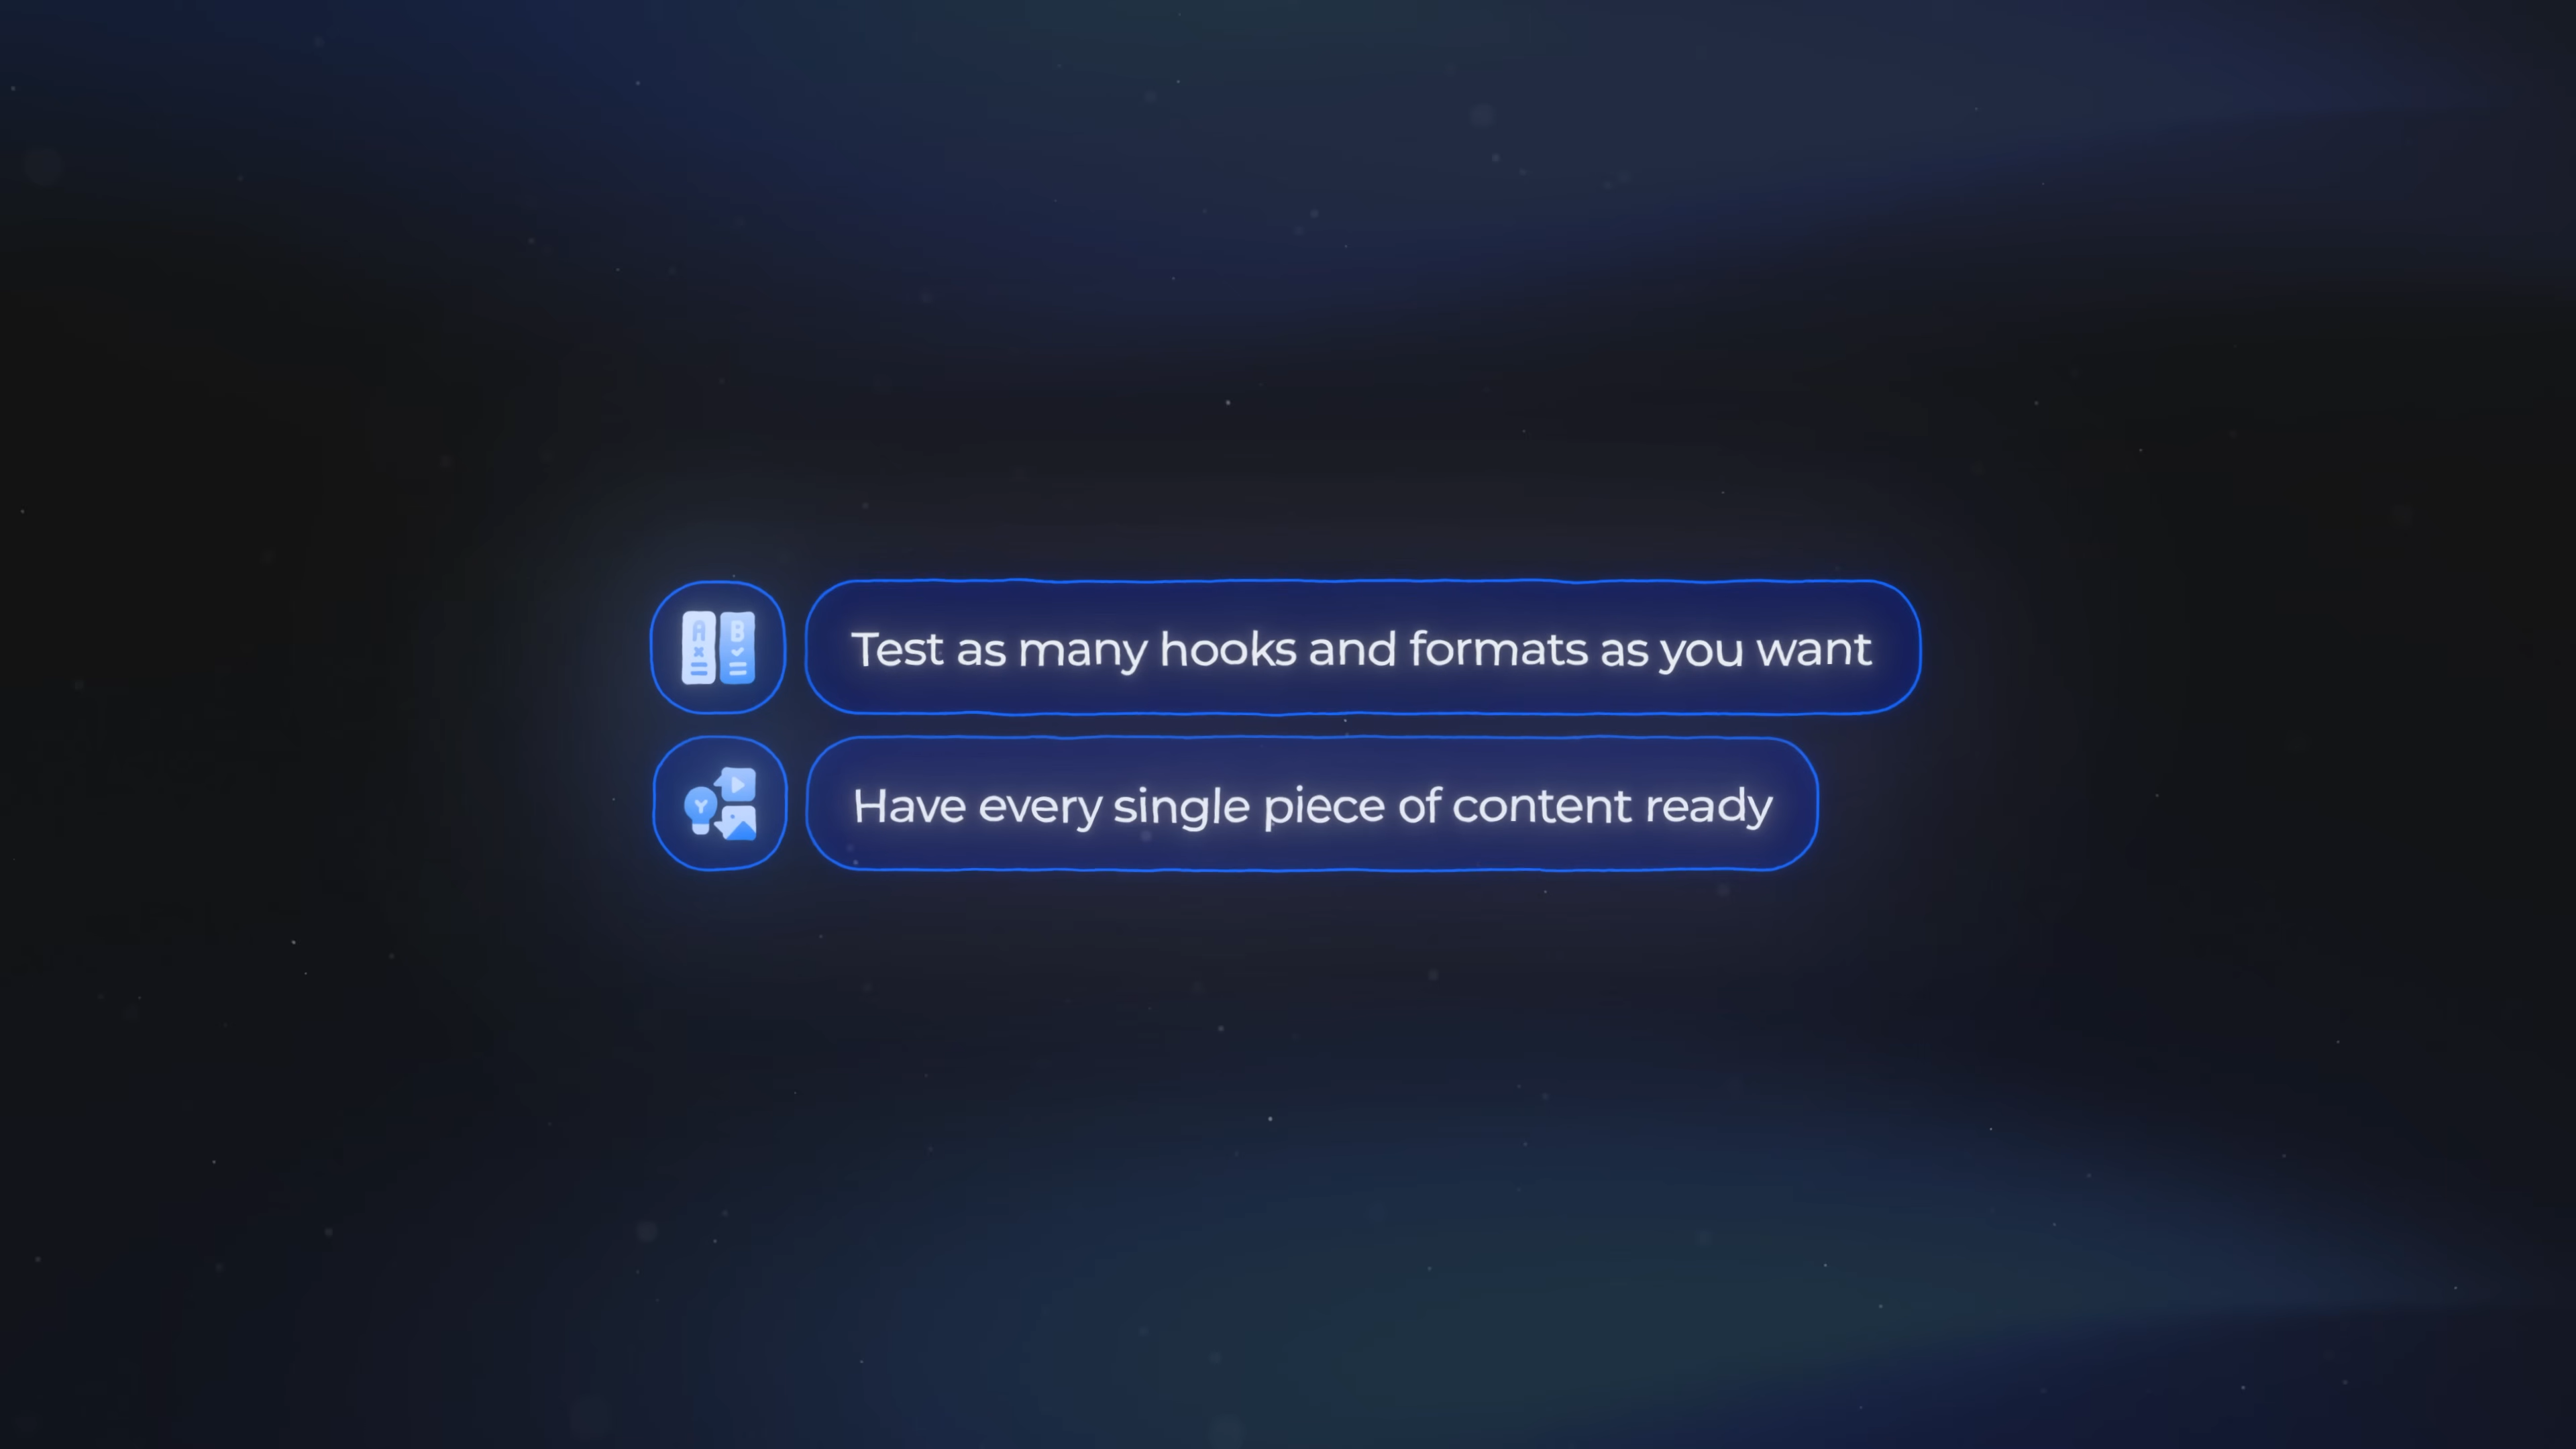 A B
Test as many hooks and formats as you want
Have every single piece of content ready